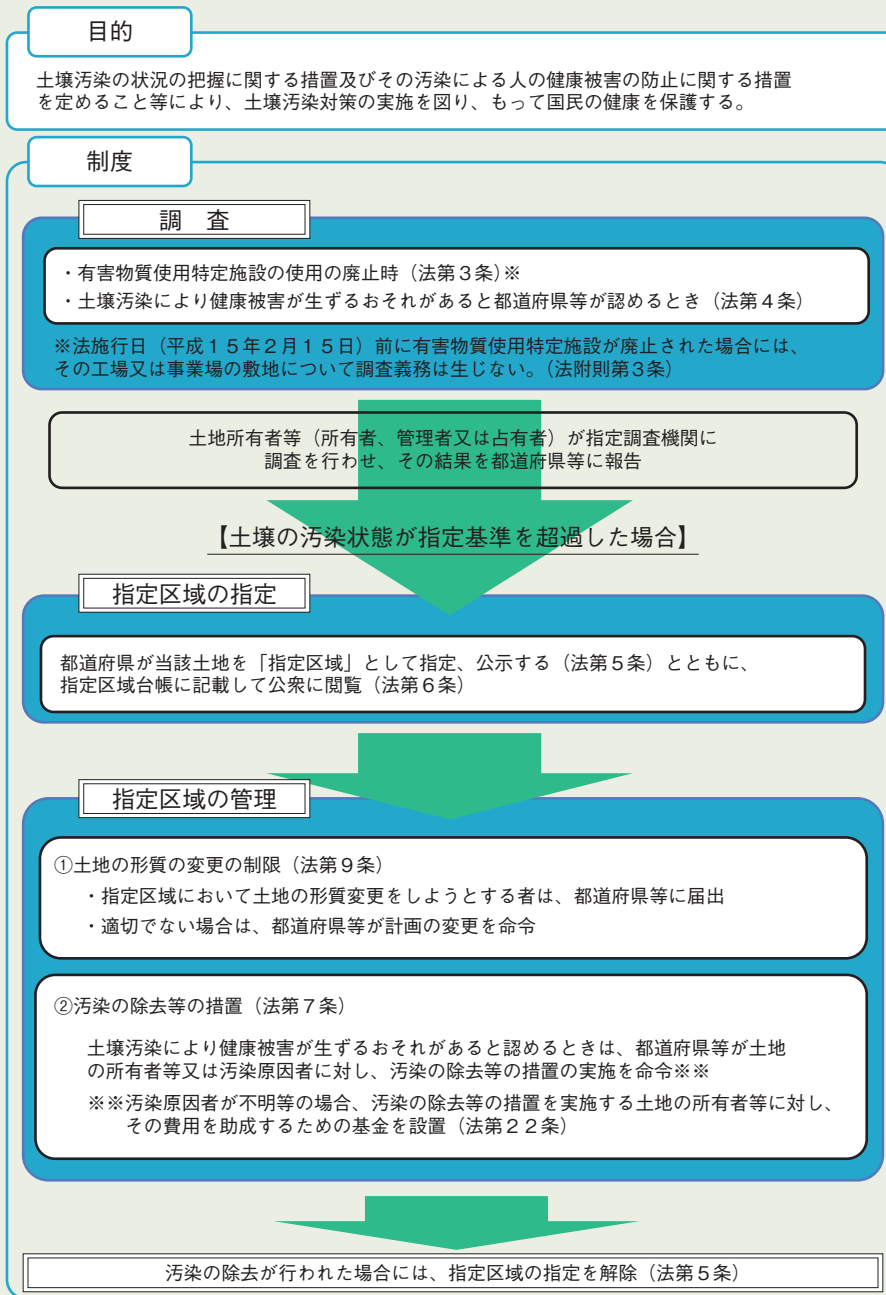 目的
土壌汚染の状況の把握に関する措置及びその汚染による人の健康被害の防止に関する措置
を定めること等により、土壌汚染対策の実施を図り、もって国民の健康を保護する。
制度
調　査
・有害物質使用特定施設の使用の廃止時（法第３条）※
・土壌汚染により健康被害が生ずるおそれがあると都道府県等が認めるとき（法第４条）
※法施行日（平成１５年２月１５日）前に有害物質使用特定施設が廃止された場合には、
その工場又は事業場の敷地について調査義務は生じない。（法附則第３条）
土地所有者等（所有者、管理者又は占有者）が指定調査機関に
調査を行わせ、その結果を都道府県等に報告
【土壌の汚染状態が指定基準を超過した場合】
指定区域の指定
都道府県が当該土地を「指定区域」として指定、公示する（法第５条）とともに、
指定区域台帳に記載して公衆に閲覧（法第６条）
指定区域の管理
①土地の形質の変更の制限（法第９条）
・指定区域において土地の形質変更をしようとする者は、都道府県等に届出
・適切でない場合は、都道府県等が計画の変更を命令
②汚染の除去等の措置（法第７条）
土壌汚染により健康被害が生ずるおそれがあると認めるときは、都道府県等が土地
の所有者等又は汚染原因者に対し、汚染の除去等の措置の実施を命令※※
※※汚染原因者が不明等の場合、汚染の除去等の措置を実施する土地の所有者等に対し、
その費用を助成するための基金を設置（法第２２条）
汚染の除去が行われた場合には、指定区域の指定を解除（法第５条）